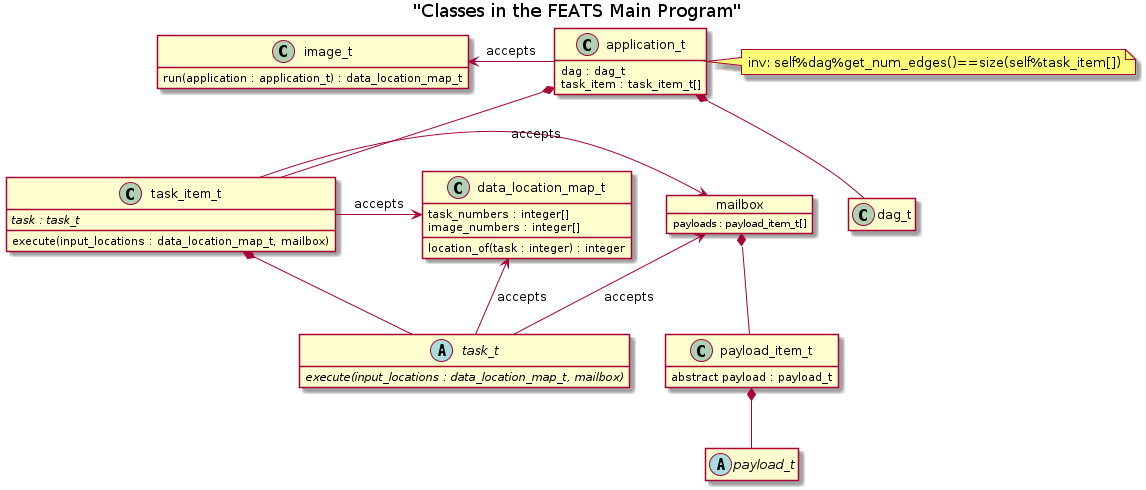 "Classes in the FEATS Main Program"
C image_t
run(application : application_t) : data_location_map_t
accepts
C application_t
dag : dag_t
task_item : task_item_t[]
inv: self%dag%get_num_edges()==size(self%task_item[])
accepts
C task_item_t
task : task_t
execute(input_locations : data_location_map_t, mailbox)
accepts
C data_location_map_t
task_numbers : integer[]
image_numbers : integer[]
location_of(task : integer) : integer
mailbox
payloads : payload_item_t[]
C dag_t
accepts
accepts
A task_t
execute(input_locations : data_location_map_t, mailbox)
C payload_item_t
abstract payload : payload_t
A payload_t